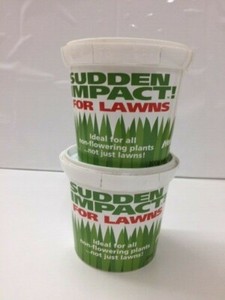 SUDDEN
IMPACT!
FOR LAWNS
Ideal for all
non-flowering plants
...not just lawns!
SUDDEN
IMPACT!
FOR LAWNS
Ideal for all
non-flowering plants
...not just lawns!